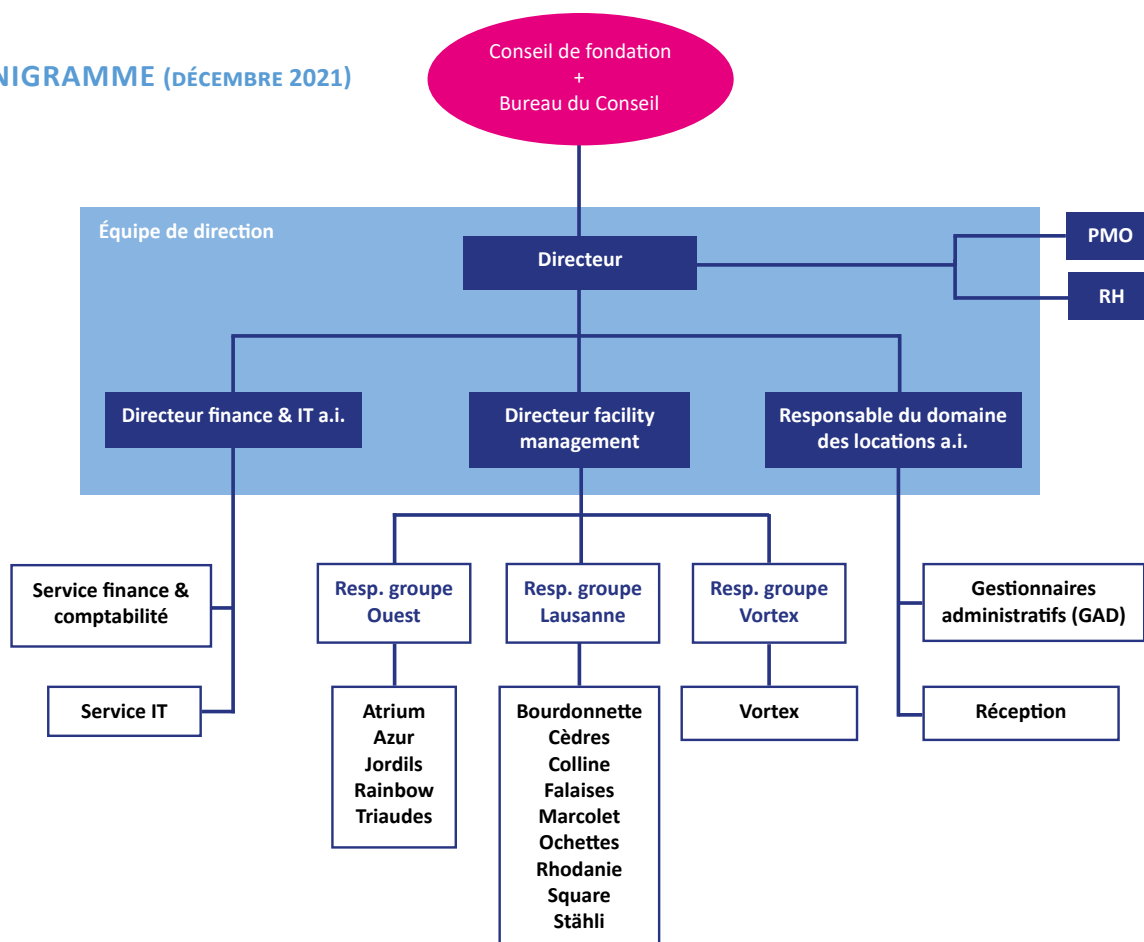 NIGRAMME (DÉCEMBRE 2021)
Conseil de fondation
+
Bureau du Conseil
Équipe de direction
Directeur
PMO
RH
Directeur finance & IT a.i.
Directeur facility
management
Responsable du domaine
des locations a.i.
Service finance &
comptabilité
Service IT
Resp. groupe
Ouest
Atrium
Azur
Jordils
Rainbow
Triaudes
Resp. groupe
Lausanne
Bourdonnette
Cèdres
Colline
Falaises
Marcolet
Ochettes
Rhodanie
Square
Stähli
Resp. groupe
Vortex
Vortex
Gestionnaires
administratifs (GAD)
Réception